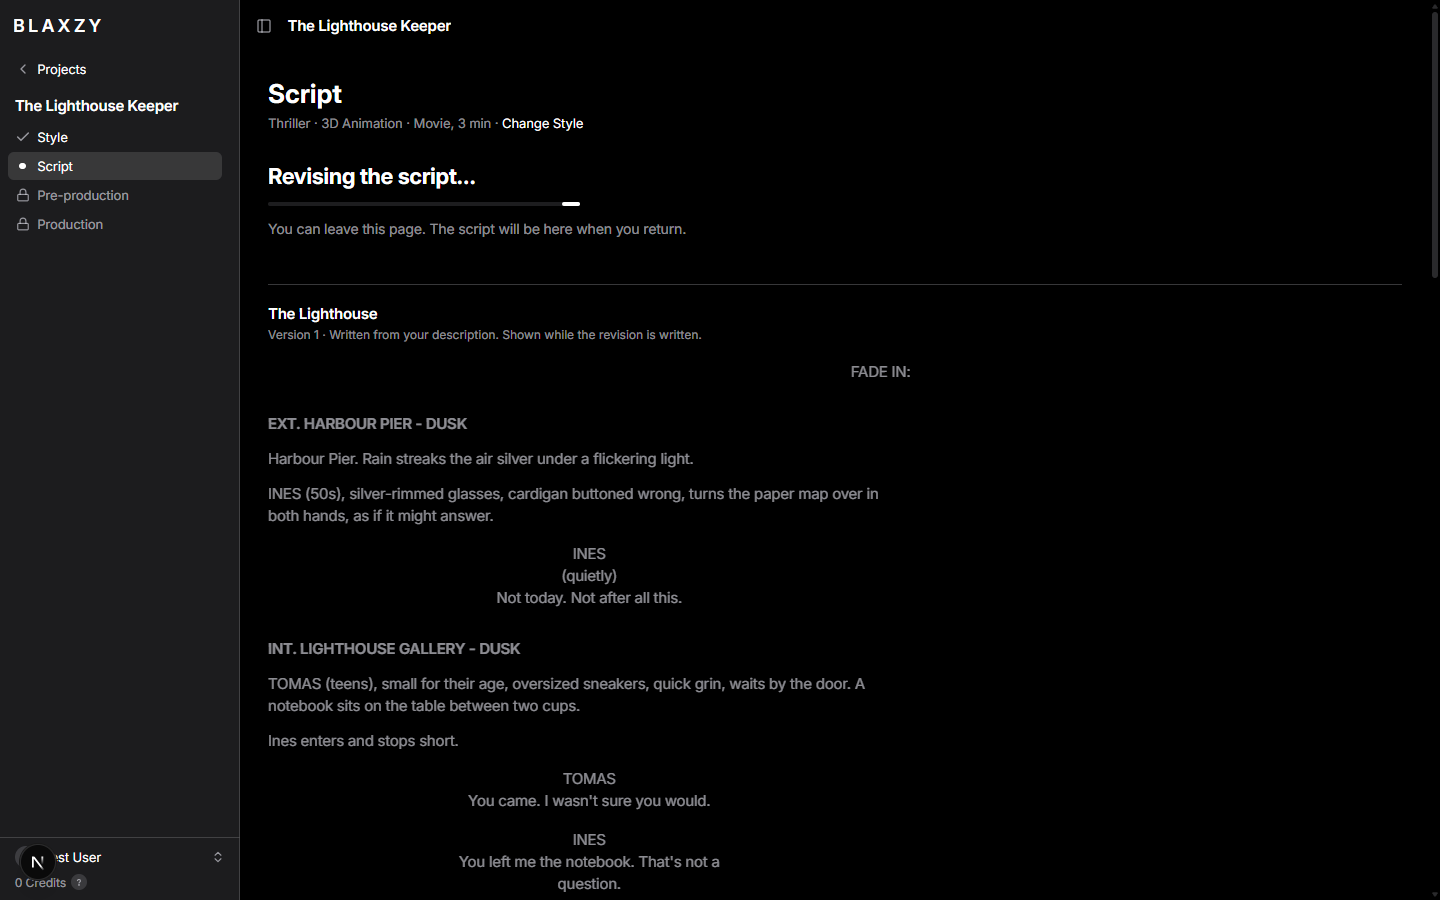 BLAXZY
Projects
The Lighthouse Keeper
Style
Script
Pre-production
Production
est User
0 Credits ?
N
The Lighthouse Keeper
Script
Thriller · 3D Animation · Movie, 3 min · Change Style
Revising the script...
You can leave this page. The script will be here when you return.
The Lighthouse
Version 1 · Written from your description. Shown while the revision is written.
FADE IN:
EXT. HARBOUR PIER - DUSK
Harbour Pier. Rain streaks the air silver under a flickering light.
INES (50s), silver-rimmed glasses, cardigan buttoned wrong, turns the paper map over in
both hands, as if it might answer.
INES
(quietly)
Not today. Not after all this.
INT. LIGHTHOUSE GALLERY - DUSK
TOMAS (teens), small for their age, oversized sneakers, quick grin, waits by the door. A
notebook sits on the table between two cups.
Ines enters and stops short.
TOMAS
You came. I wasn't sure you would.
INES
You left me the notebook. That's not a
question.